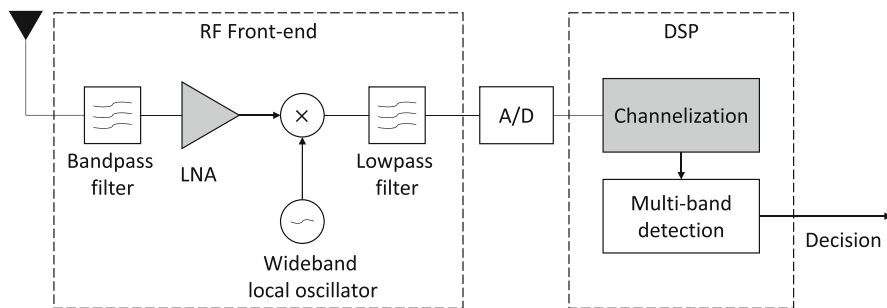 RF Front-end
DSP
A/D
Channelization
Bandpass
filter
LNA
×
Lowpass
filter
Multi-band
detection
Decision
Wideband
local oscillator